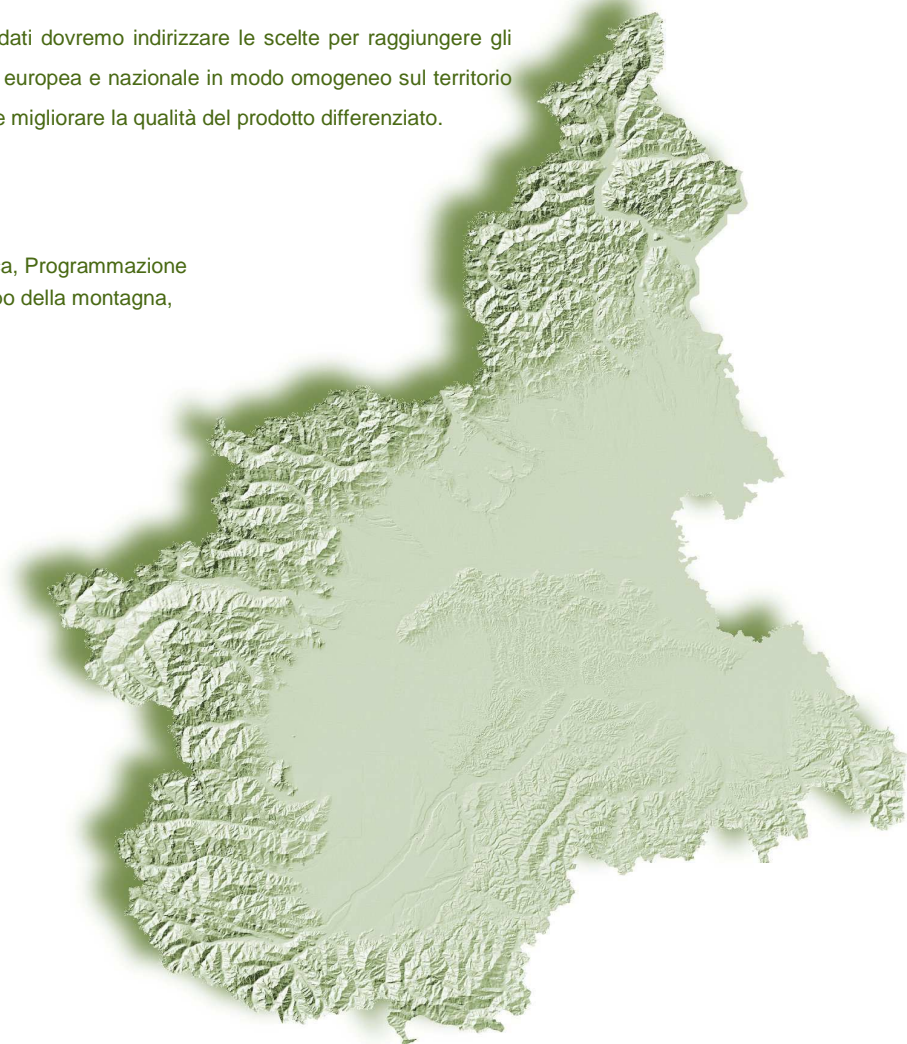 dati dovremo indirizzare le scelte per raggiungere gli
europea e nazionale in modo omogeneo sul territorio
e migliorare la qualità del prodotto differenziato.
Programmazione
della montagna,